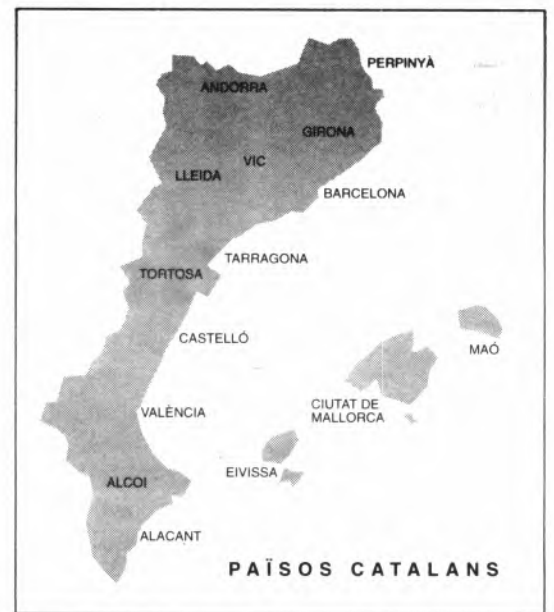 PERPINYÀ
ANDORRA
GIRONA
VIC
LLEIDA
BARCELONA
TARRAGONA
TORTOSA
CASTELLÓ
MAÓ
CIUTAT DE
MALLORCA
VALÈNCIA
EIVISSA
ALCOI
ALACANT
PAÏSOS CATALANS